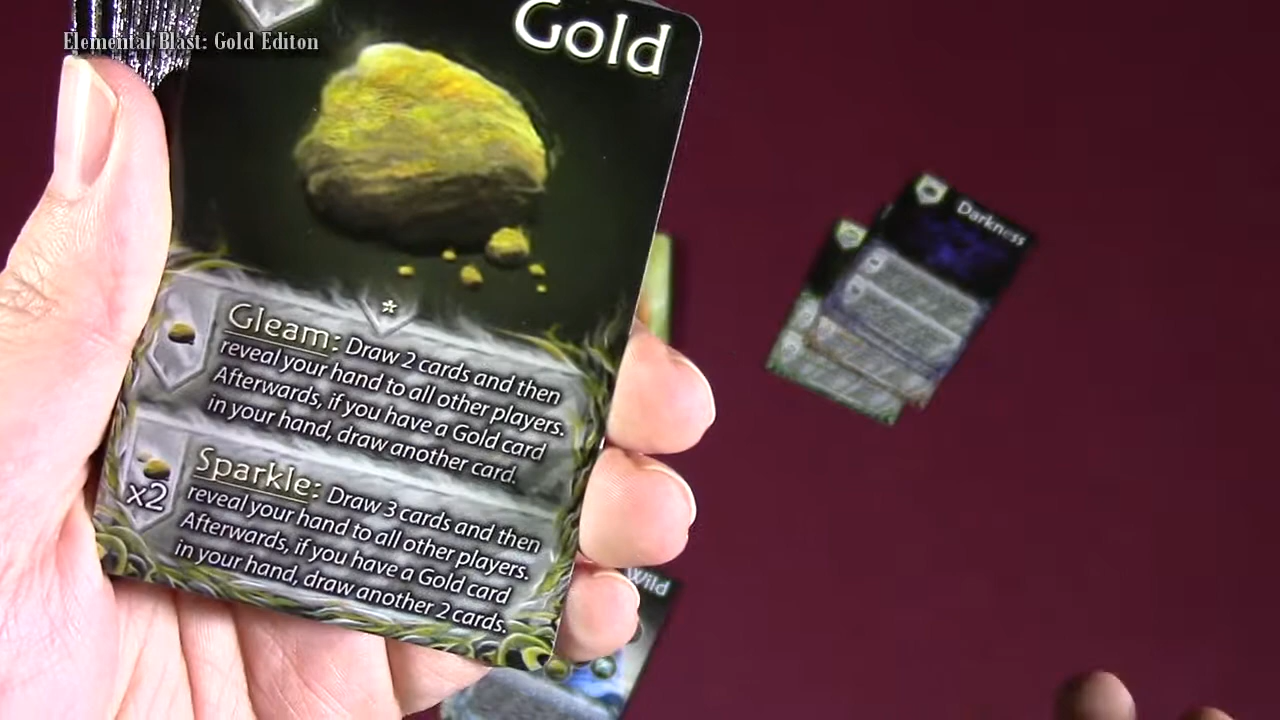 Elemental Blast: Gold Editon
Gold
Darkness
*
Gleam: Draw 2 cards and then
reveal your hand to all other players.
Afterwards, if you have a Gold card
in your hand, draw another card.
Sparkle: Draw 3 cards and then
x2
reveal your hand to all other players.
Afterwards, if you have a Gold card
in your hand, draw another 2 cards.
Wild